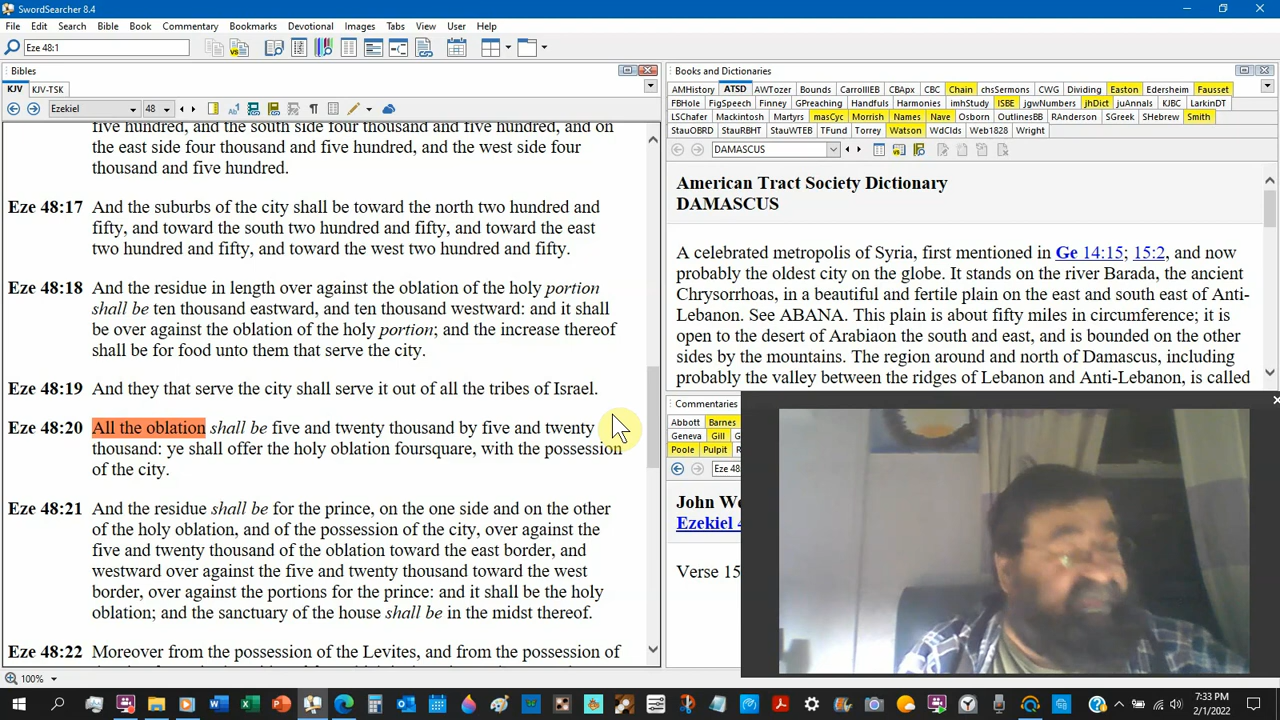 SwordSearcher 8.4
File Edit Search Bible Book Commentary Bookmarks Devotional Images Tabs View User Help
Eze 48:1
Bibles
KJV KJV-TSK
Ezekiel 48
five hundred, and the south side four thousand and five hundred, and on
the east side four thousand and five hundred, and the west side four
thousand and five hundred.
Eze 48:17 And the suburbs of the city shall be toward the north two hundred and
fifty, and toward the south two hundred and fifty, and toward the east
two hundred and fifty, and toward the west two hundred and fifty.
Eze 48:18 And the residue in length over against the oblation of the holy portion
shall be ten thousand eastward, and ten thousand westward: and it shall
be over against the oblation of the holy portion; and the increase thereof
shall be for food unto them that serve the city.
Eze 48:19 And they that serve the city shall serve it out of all the tribes of Israel.
Eze 48:20 All the oblation shall be five and twenty thousand by five and twenty
thousand: ye shall offer the holy oblation foursquare, with the possession
of the city.
Eze 48:21 And the residue shall be for the prince, on the one side and on the other
of the holy oblation, and of the possession of the city, over against the
five and twenty thousand of the oblation toward the east border, and
westward over against the five and twenty thousand toward the west
border, over against the portions for the prince: and it shall be the holy
oblation; and the sanctuary of the house shall be in the midst thereof.
Eze 48:22 Moreover from the possession of the Levites, and from the possession of
100%
Books and Dictionaries
AMHistory ATSD AWTozer Bounds CarrollEB CBApx CBC Chain chsSermons CWG Dividing Easton Edersheim Fausset
FBHole FigSpeech Finney GPreaching Handfuls Harmonies imhStudy ISBE jgwNumbers jhDict juAnnals KJBC LarkinDT
LSChafer Mackintosh Martyrs masCyc Morrish Names Nave Osborn OutlinesBB RAnderson SGreek SHebrew Smith
StauOBRD StauRBHT StauWTEB TFund Torrey Watson WdClds Web1828 Wright
DAMASCUS
American Tract Society Dictionary
DAMASCUS
A celebrated metropolis of Syria, first mentioned in Ge 14:15; 15:2, and now
probably the oldest city on the globe. It stands on the river Barada, the ancient
Chrysorrhoas, in a beautiful and fertile plain on the east and south east of Anti-
Lebanon. See ABANA. This plain is about fifty miles in circumference; it is
open to the desert of Arabiaon the south and east, and is bounded on the other
sides by the mountains. The region around and north of Damascus, including
probably the valley between the ridges of Lebanon and Anti-Lebanon, is called
Commentaries
Abbott Barnes
Geneva Gill
Poole Pulpit
Eze 48
John
Ezekiel
Verse 15
7:33 PM
2/1/2022